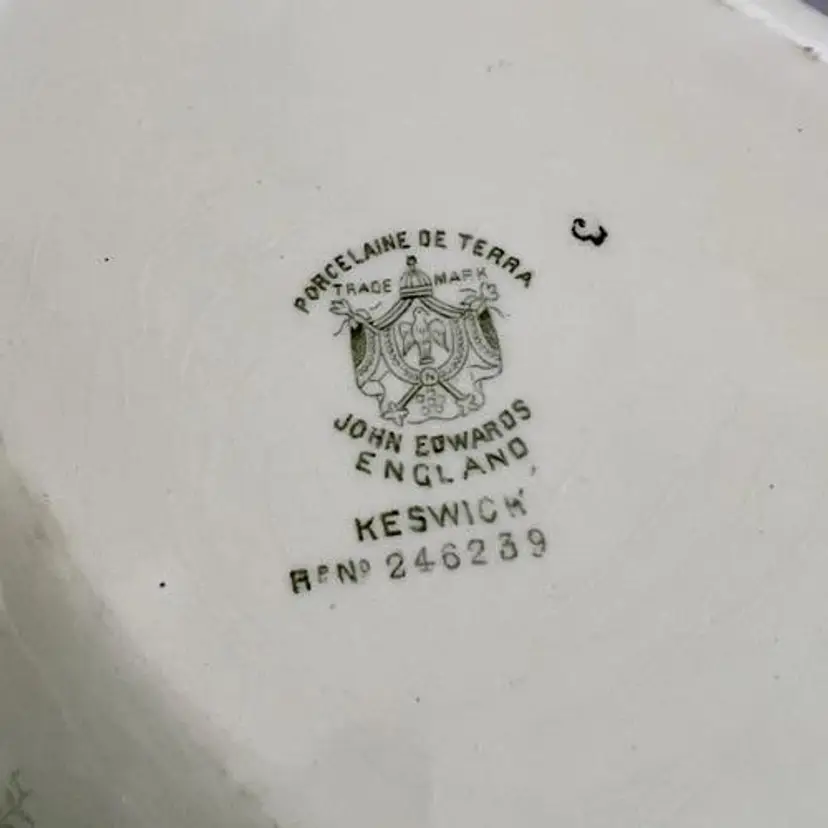 3
PORCELAINE DE TERRA
TRADE MARK
JOHN EDWARDS
ENGLAND
KESWICK
RD No 246239